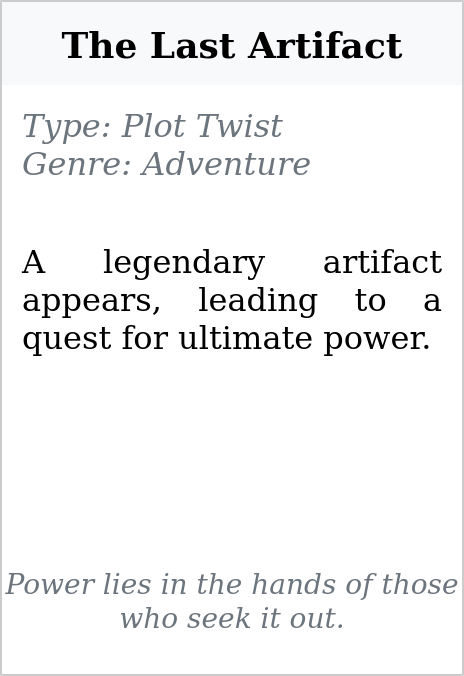 The Last Artifact
Type: Plot Twist
Genre: Adventure
A legendary artifact
appears, leading to a
quest for ultimate power.
Power lies in the hands of those
who seek it out.